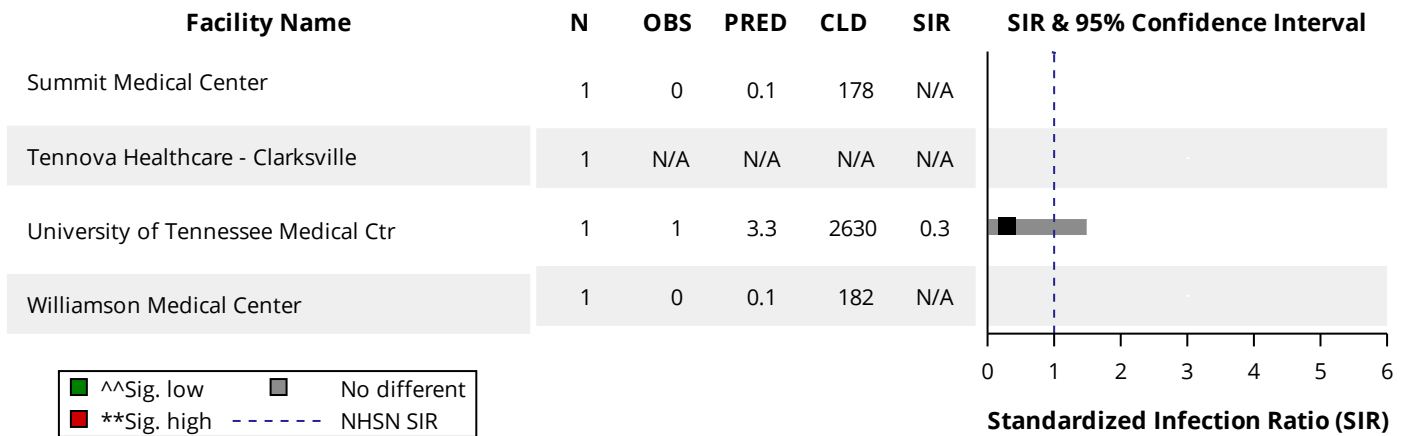 Facility Name N OBS PRED CLD SIR SIR & 95% Confidence Interval
Summit Medical Center 1 0 0.1 178 N/A
Tennova Healthcare - Clarksville 1 N/A N/A N/A N/A
University of Tennessee Medical Ctr 1 1 3.3 2630 0.3
Williamson Medical Center 1 0 0.1 182 N/A
0 1 2 3 4 5 6
^^Sig. low No different
**Sig. high NHSN SIR
Standardized Infection Ratio (SIR)